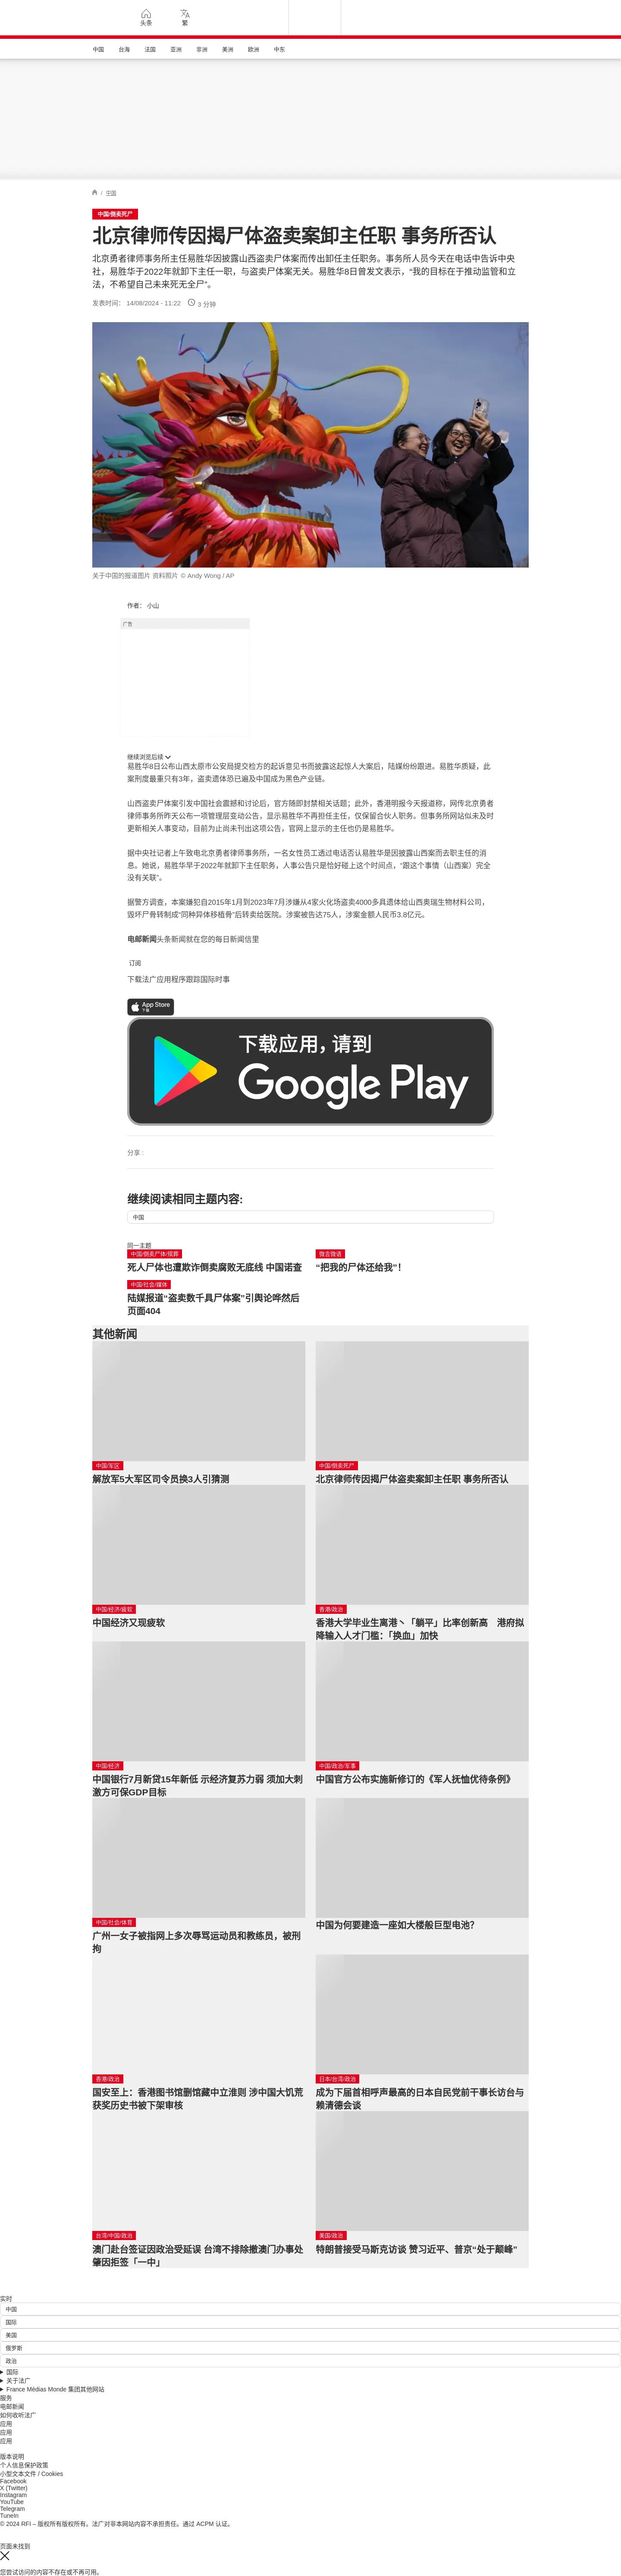 头条
繁
中国
台海
法国
亚洲
非洲
美洲
欧洲
中东
/ 中国
中国/倒卖死尸
北京律师传因揭尸体盗卖案卸主任职 事务所否认
北京勇者律师事务所主任易胜华因披露山西盗卖尸体案而传出卸任主任职务。事务所人员今天在电话中告诉中央
社，易胜华于2022年就卸下主任一职，与盗卖尸体案无关。易胜华8日曾发文表示，“我的目标在于推动监管和立
法，不希望自己未来死无全尸”。
发表时间： 14/08/2024 - 11:22
3 分钟
关于中国的报道图片 资料照片 © Andy Wong / AP
作者： 小山
广告
继续浏览后续
易胜华8日公布山西太原市公安局提交检方的起诉意见书而披露这起惊人大案后，陆媒纷纷跟进。易胜华质疑，此
案刑度最重只有3年，盗卖遗体恐已遍及中国成为黑色产业链。
山西盗卖尸体案引发中国社会震撼和讨论后，官方随即封禁相关话题；此外，香港明报今天报道称，网传北京勇者
律师事务所昨天公布一项管理层变动公告，显示易胜华不再担任主任，仅保留合伙人职务。但事务所网站似未及时
更新相关人事变动，目前为止尚未刊出这项公告，官网上显示的主任也仍是易胜华。
据中央社记者上午致电北京勇者律师事务所，一名女性员工透过电话否认易胜华是因披露山西案而去职主任的消
息。她说，易胜华早于2022年就卸下主任职务，人事公告只是恰好碰上这个时间点，“跟这个事情（山西案）完全
没有关联”。
据警方调查，本案嫌犯自2015年1月到2023年7月涉嫌从4家火化场盗卖4000多具遗体给山西奥瑞生物材料公司，
毁坏尸骨转制成“同种异体移植骨”后转卖给医院。涉案被告达75人，涉案金额人民币3.8亿元。
电邮新闻头条新闻就在您的每日新闻信里
订阅
下载法广应用程序跟踪国际时事
App Store
下载
下载应用，请到
Google Play
分享 :
继续阅读相同主题内容:
中国
同一主题
中国/倒卖尸体/殡葬
死人尸体也遭欺诈倒卖腐败无底线 中国诺查
微言微语
“把我的尸体还给我”！
中国/社会/媒体
陆媒报道“盗卖数千具尸体案”引舆论哗然后
页面404
其他新闻
中国/军区
解放军5大军区司令员换3人引猜测
中国/倒卖死尸
北京律师传因揭尸体盗卖案卸主任职 事务所否认
中国/经济/疲软
中国经济又现疲软
香港/政治
香港大学毕业生离港丶「躺平」比率创新高　港府拟
降输入人才门槛：「换血」加快
中国/经济
中国银行7月新贷15年新低 示经济复苏力弱 须加大刺
激方可保GDP目标
中国/政治/军事
中国官方公布实施新修订的《军人抚恤优待条例》
中国/社会/体育
广州一女子被指网上多次辱骂运动员和教练员，被刑
拘
中国为何要建造一座如大楼般巨型电池？
香港/政治
国安至上：香港图书馆删馆藏中立准则 涉中国大饥荒
获奖历史书被下架审核
日本/台湾/政治
成为下届首相呼声最高的日本自民党前干事长访台与
赖清德会谈
台湾/中国/政治
澳门赴台签证因政治受延误 台湾不排除撤澳门办事处
肇因拒签「一中」
美国/政治
特朗普接受马斯克访谈 赞习近平、普京“处于颠峰”
实时
中国
国际
美国
俄罗斯
政治
国际
关于法广
France Médias Monde 集团其他网站
服务
电邮新闻
如何收听法广
应用
应用
应用
版本说明
个人信息保护政策
小型文本文件 / Cookies
Facebook
X (Twitter)
Instagram
YouTube
Telegram
TuneIn
© 2024 RFI – 版权所有版权所有。法广对非本网站内容不承担责任。通过 ACPM 认证。
页面未找到
您尝试访问的内容不存在或不再可用。